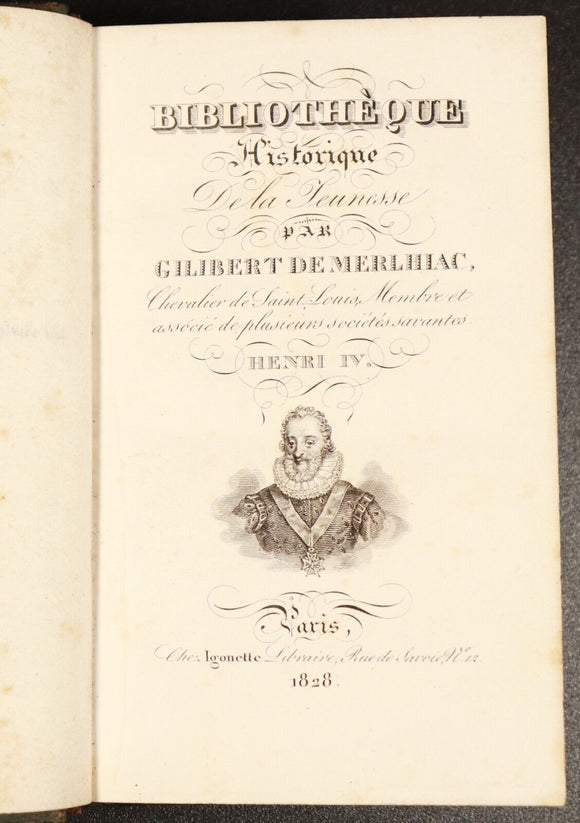 BIBLIOTHÈQUE
Historique
De la Jeunesse
PAR
GILIBERT DE MERLHIAC,
Chevalier de Saint Louis, Membre et
associé de plusieurs sociétés savantes
HENRI IV.
Paris,
Chez Igonette Libraire, Rue de Savoie, N° 12
1828.